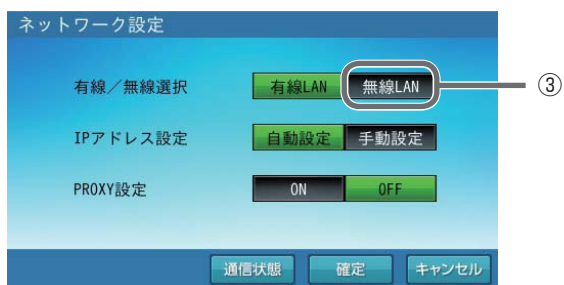 ネットワーク設定
有線／無線選択 有線LAN 無線LAN ③
IPアドレス設定 自動設定 手動設定
PROXY設定 ON OFF
通信状態 確定 キャンセル